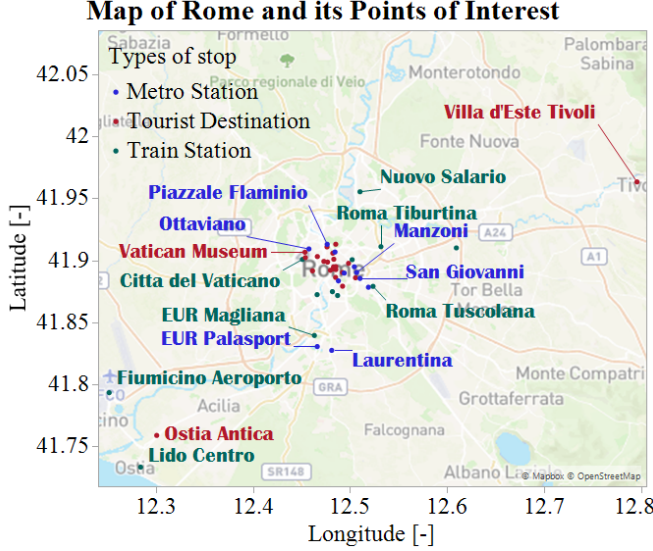 Map of Rome and its Points of Interest
Formello
Sabazia
Palombara
Sabina
Types of stop
Metro Station
Tourist Destination
Train Station
Parco regionale di Veio
Monterotondo
Fonte Nuova
Villa d'Este Tivoli
Nuovo Salario
Piazzale Flaminio
Roma Tiburtina
Ottaviano
Manzoni
A24
A1
Vatican Museum
Rome
Citta del Vaticano
San Giovanni
Tor Bella
Roma Tuscolana
EUR Magliana
EUR Palasport
Laurentina
Fiumicino Aeroporto
GRA
Monte Compatri
Grottaferrata
Acilia
Ostia Antica
Falcognana
Lido Centro
Ostia
SR148
Albano Laziale
© Mapbox © OpenStreetMap
42.05
42
41.95
41.9
41.85
41.8
41.75
Latitude [-]
12.3
12.4
12.5
12.6
12.7
12.8
Longitude [-]